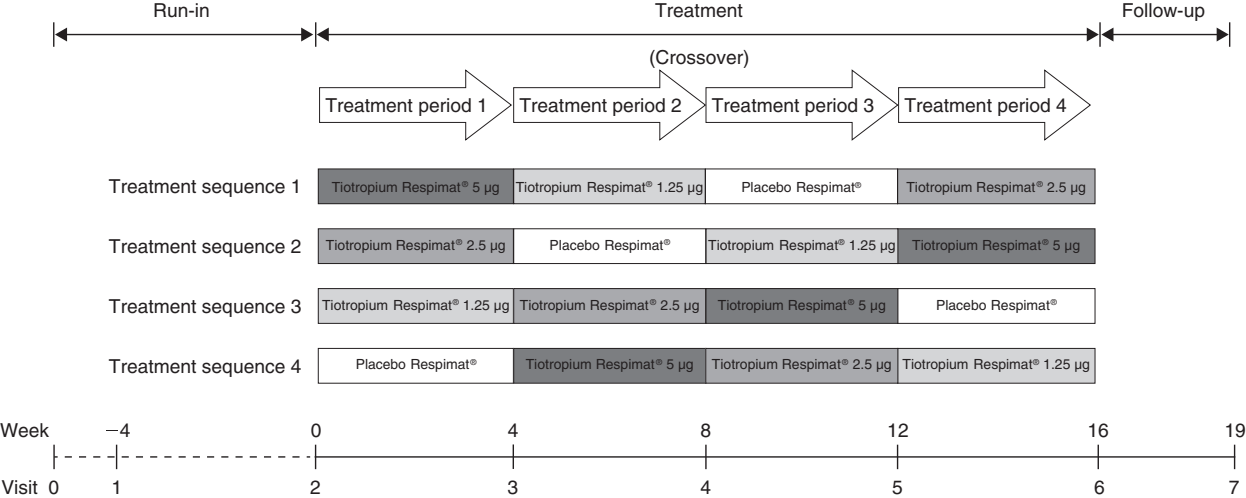 Run-in Treatment Follow-up
(Crossover)
Treatment period 1 Treatment period 2 Treatment period 3 Treatment period 4
Treatment sequence 1 Tiotropium Respimat® 5 µg Tiotropium Respimat® 1.25 µg Placebo Respimat® Tiotropium Respimat® 2.5 µg
Treatment sequence 2 Tiotropium Respimat® 2.5 µg Placebo Respimat® Tiotropium Respimat® 1.25 µg Tiotropium Respimat® 5 µg
Treatment sequence 3 Tiotropium Respimat® 1.25 µg Tiotropium Respimat® 2.5 µg Tiotropium Respimat® 5 µg Placebo Respimat®
Treatment sequence 4 Placebo Respimat® Tiotropium Respimat® 5 µg Tiotropium Respimat® 2.5 µg Tiotropium Respimat® 1.25 µg
Week −4 0 4 8 12 16 19
Visit 0 1 2 3 4 5 6 7